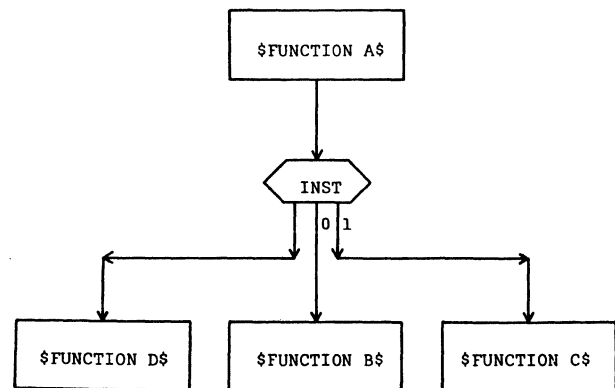 $FUNCTION A$
INST
0 1
$FUNCTION D$ $FUNCTION B$ $FUNCTION C$